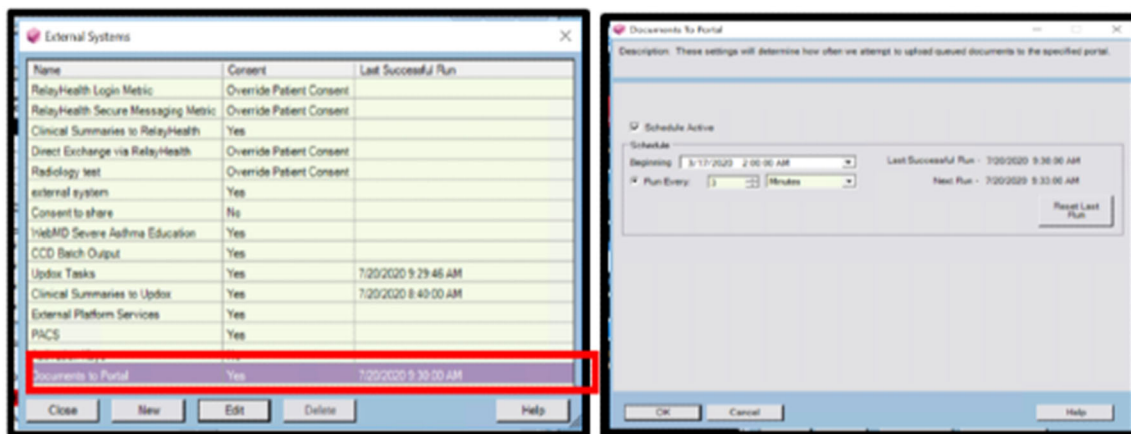 External Systems
Name Consent Last Successful Run
RelayHealth Login Metric Override Patient Consent
RelayHealth Secure Messaging Metric Override Patient Consent
Clinical Summaries to RelayHealth Yes
Direct Exchange via RelayHealth Override Patient Consent
Radiology test Override Patient Consent
external system Yes
Consent to share No
WebMD Severe Asthma Education Yes
CCD Batch Output Yes
Updox Tasks Yes 7/20/2020 9:29:46 AM
Clinical Summaries to Updox Yes 7/20/2020 8:40:00 AM
External Platform Services Yes
PACS Yes
Documents to Portal Yes 7/20/2020 9:30:00 AM
Close New Edit Delete Help
Documents To Portal
Description: These settings will determine how often we attempt to upload queued documents to the specified portal.
Schedule Active
Schedule
Beginning 3/17/2020 2:00:00 AM Last Successful Run - 7/20/2020 9:30:00 AM
Run Every: 3 Minutes Next Run - 7/20/2020 9:33:00 AM
Reset Last
Run
OK Cancel Help